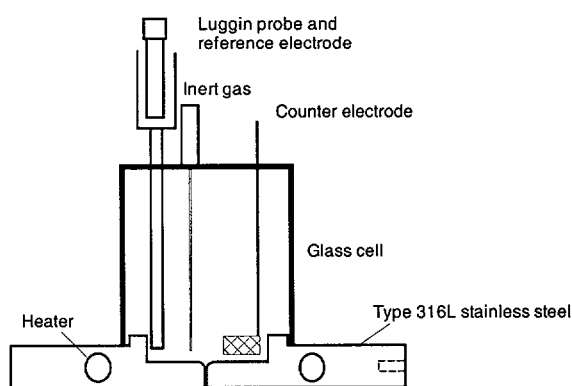 Luggin probe and
reference electrode
Inert gas
Counter electrode
Glass cell
Heater
Type 316L stainless steel